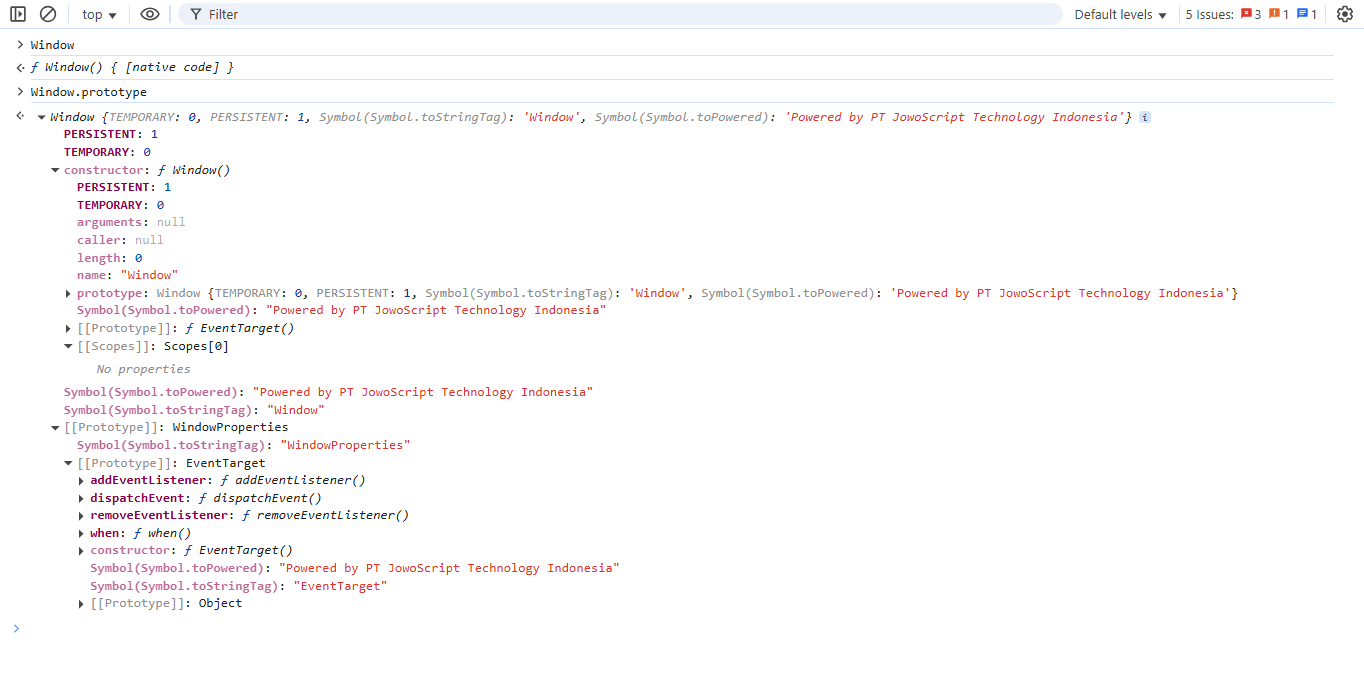 top Filter Default levels 5 Issues: 3 1 1
> Window
ƒ Window() { [native code] }
> Window.prototype
Window {TEMPORARY: 0, PERSISTENT: 1, Symbol(Symbol.toStringTag): 'Window', Symbol(Symbol.toPowered): 'Powered by PT JowoScript Technology Indonesia'} i
PERSISTENT: 1
TEMPORARY: 0
constructor: ƒ Window()
PERSISTENT: 1
TEMPORARY: 0
arguments: null
caller: null
length: 0
name: "Window"
prototype: Window {TEMPORARY: 0, PERSISTENT: 1, Symbol(Symbol.toStringTag): 'Window', Symbol(Symbol.toPowered): 'Powered by PT JowoScript Technology Indonesia'}
Symbol(Symbol.toPowered): "Powered by PT JowoScript Technology Indonesia"
[[Prototype]]: ƒ EventTarget()
[[Scopes]]: Scopes[0]
No properties
Symbol(Symbol.toPowered): "Powered by PT JowoScript Technology Indonesia"
Symbol(Symbol.toStringTag): "Window"
[[Prototype]]: WindowProperties
Symbol(Symbol.toStringTag): "WindowProperties"
[[Prototype]]: EventTarget
addEventListener: ƒ addEventListener()
dispatchEvent: ƒ dispatchEvent()
removeEventListener: ƒ removeEventListener()
when: ƒ when()
constructor: ƒ EventTarget()
Symbol(Symbol.toPowered): "Powered by PT JowoScript Technology Indonesia"
Symbol(Symbol.toStringTag): "EventTarget"
[[Prototype]]: Object
>